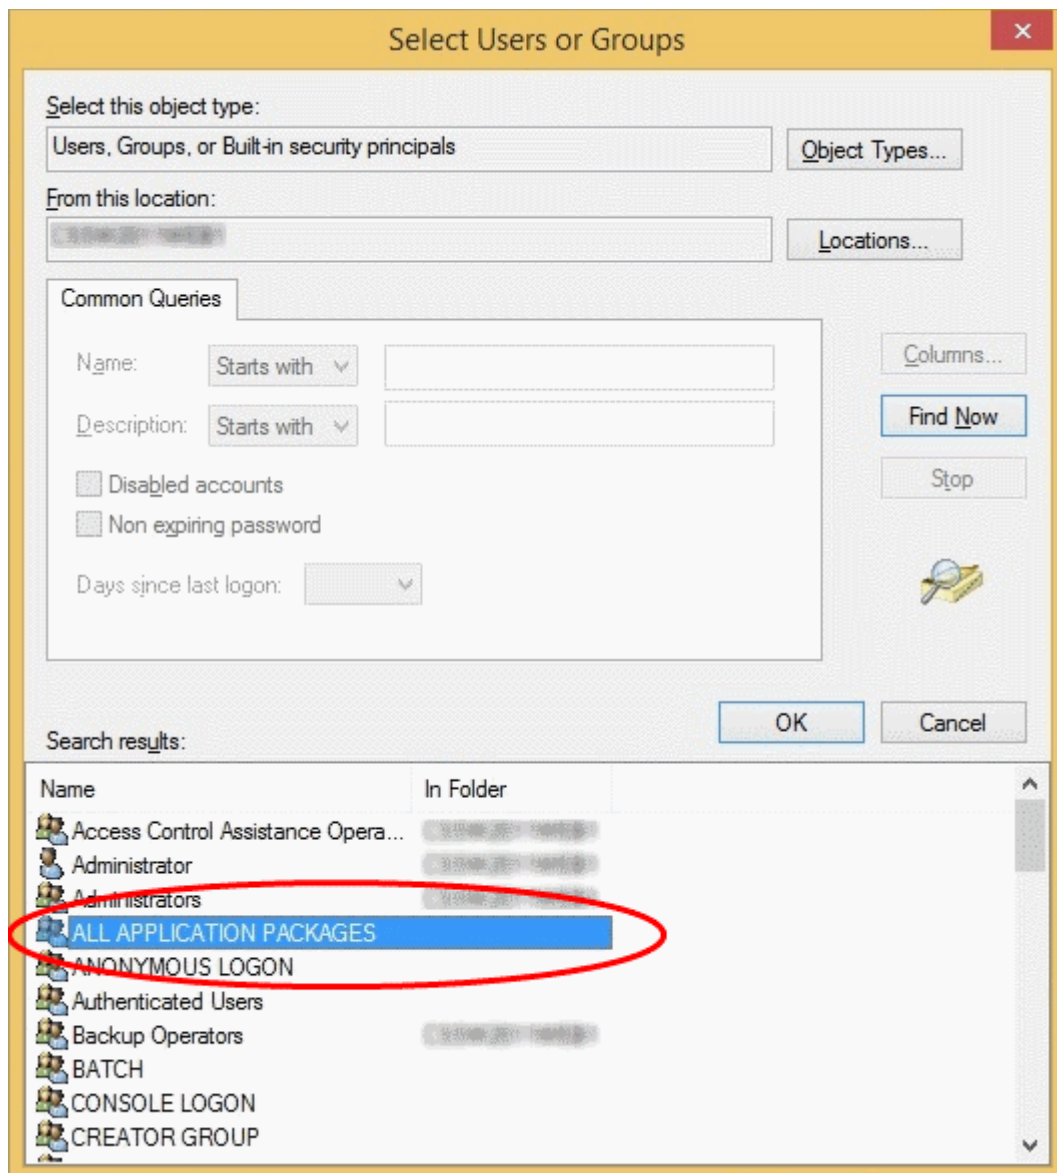 Select Users or Groups
Select this object type:
Users, Groups, or Built-in security principals
Object Types...
From this location:
Locations...
Common Queries
Name:
Starts with
Columns...
Description:
Starts with
Find Now
Disabled accounts
Stop
Non expiring password
Days since last logon:
OK
Cancel
Search results:
Name
In Folder
Access Control Assistance Opera...
Administrator
Administrators
ALL APPLICATION PACKAGES
ANONYMOUS LOGON
Authenticated Users
Backup Operators
BATCH
CONSOLE LOGON
CREATOR GROUP